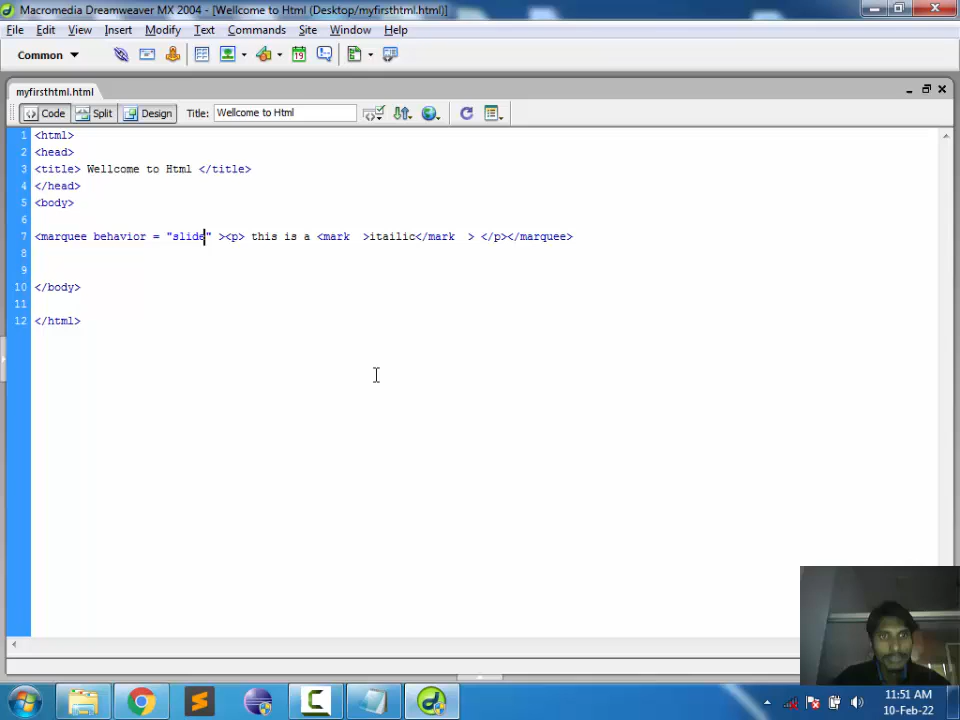 Macromedia Dreamweaver MX 2004 - [Wellcome to Html (Desktop/myfirsthtml.html)]
File Edit View Insert Modify Text Commands Site Window Help
Common
19
myfirsthtml.html
Code Split Design Title: Wellcome to Html
1 <html>
2 <head>
3 <title> Wellcome to Html </title>
4 </head>
5 <body>
6
7 <marquee behavior = "slide" ><p> this is a <mark  >itailic</mark  > </p></marquee>
8
9
10 </body>
11
12 </html>
11:51 AM
10-Feb-22